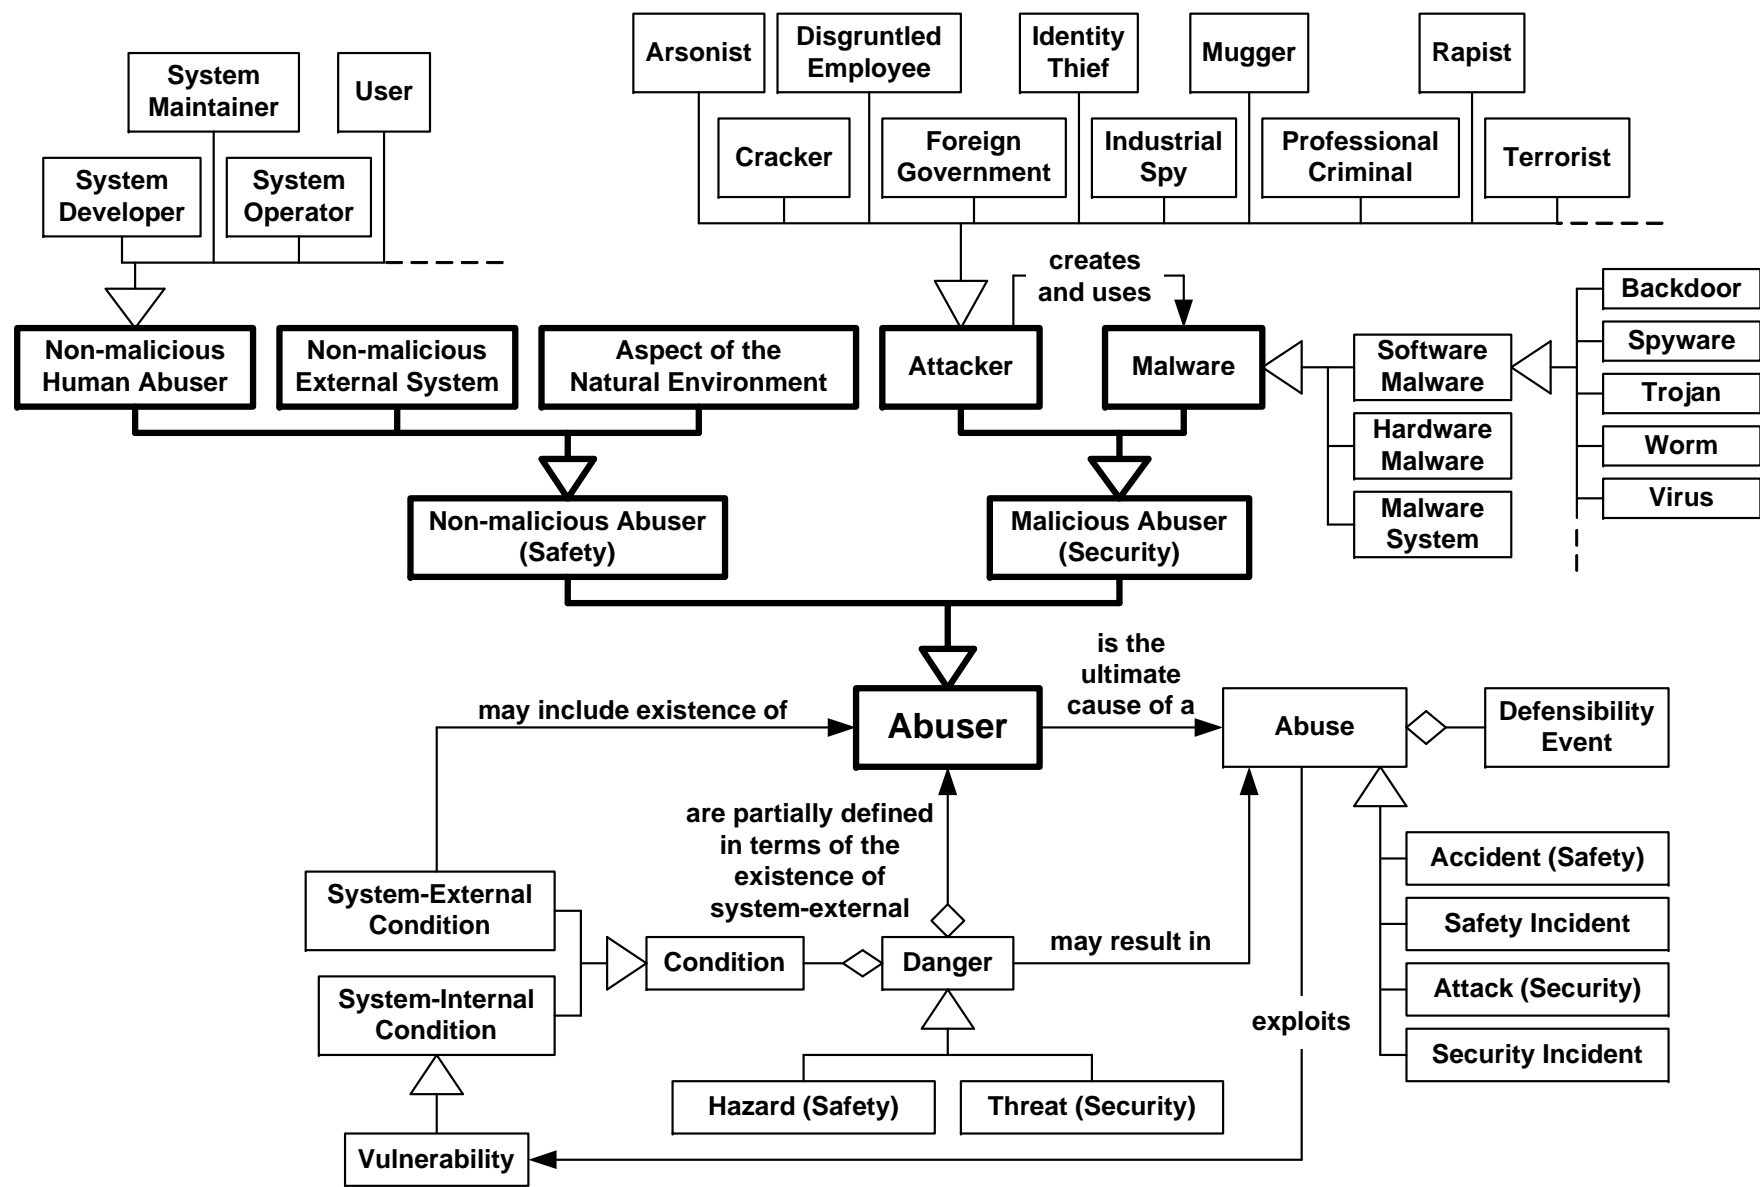 Arsonist
Disgruntled
Employee
Identity
Thief
Mugger
Rapist
System
Maintainer
User
Cracker
Foreign
Government
Industrial
Spy
Professional
Criminal
Terrorist
System
Developer
System
Operator
creates
and uses
Non-malicious
Human Abuser
Non-malicious
External System
Aspect of the
Natural Environment
Attacker
Malware
Software
Malware
Hardware
Malware
Malware
System
Backdoor
Spyware
Trojan
Worm
Virus
Non-malicious Abuser
(Safety)
Malicious Abuser
(Security)
may include existence of
Abuser
is the
ultimate
cause of a
Abuse
Defensibility
Event
are partially defined
in terms of the
existence of
system-external
System-External
Condition
System-Internal
Condition
Condition
Danger
may result in
exploits
Accident (Safety)
Safety Incident
Attack (Security)
Security Incident
Hazard (Safety)
Threat (Security)
Vulnerability